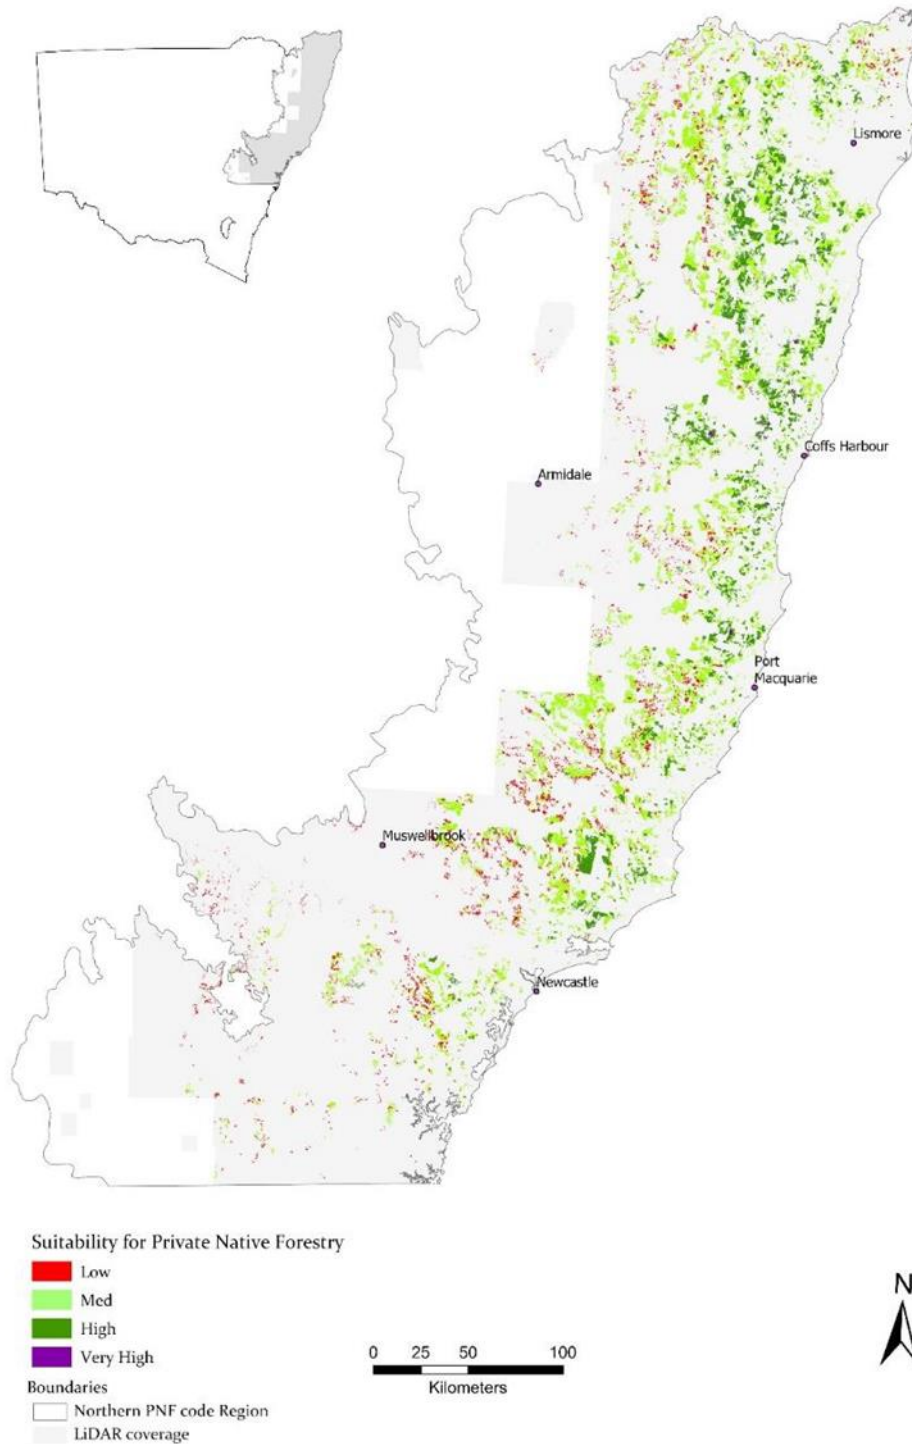 Lismore
Coffs Harbour
Armidale
Port
Macquarie
Muswellbrook
Newcastle
Suitability for Private Native Forestry
Low
Med
High
Very High
Boundaries
Northern PNF code Region
LiDAR coverage
0 25 50 100
Kilometers
N